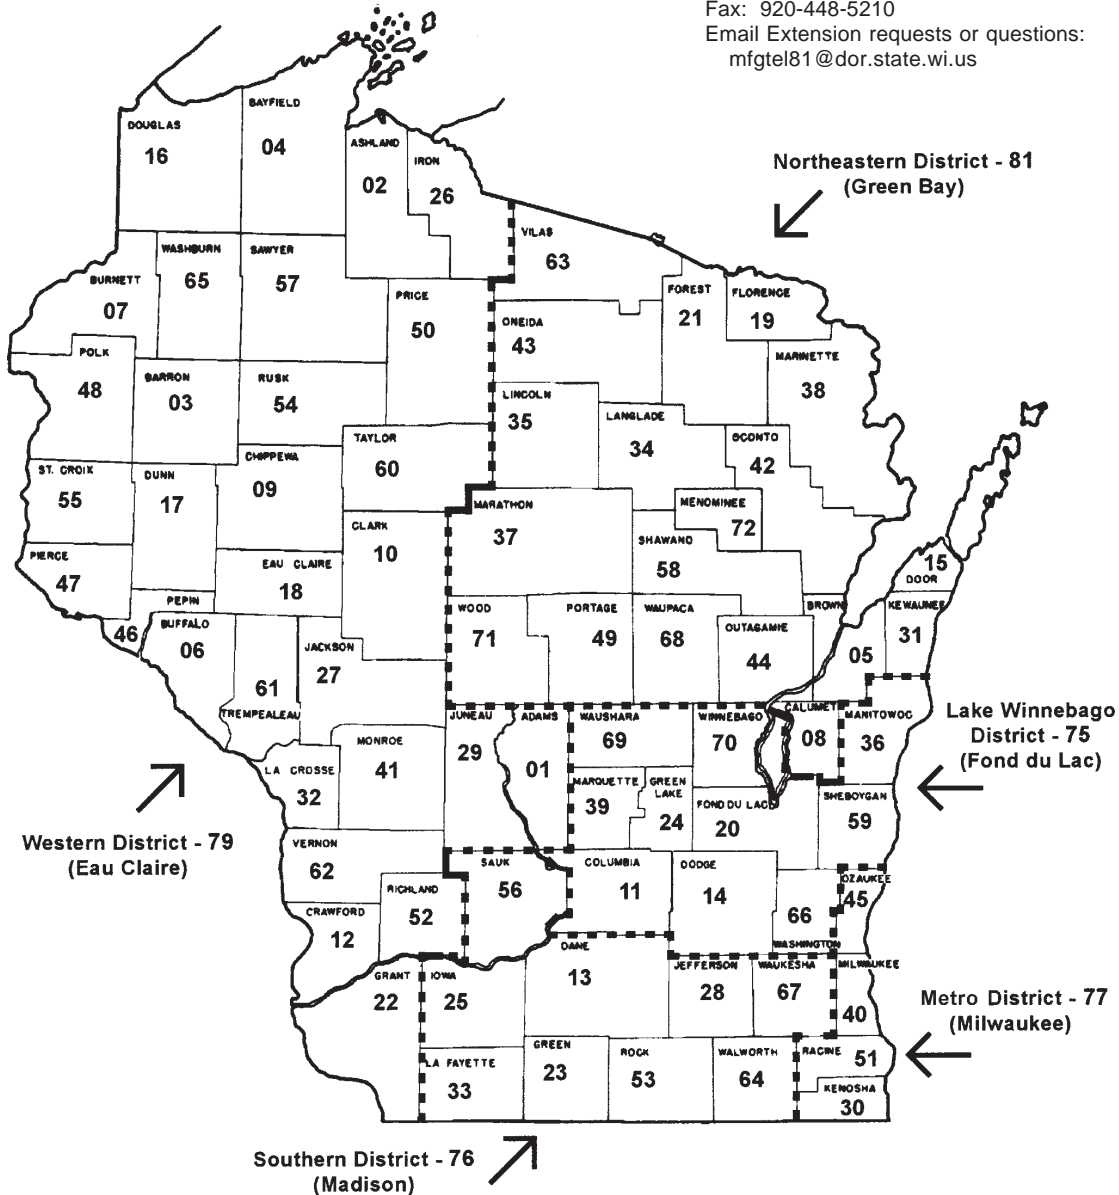 Fax: 920-448-5210
Email Extension requests or questions:
mfgtel81@dor.state.wi.us
Northeastern District - 81
(Green Bay)
DOUGLAS
16
BAYFIELD
04
ASHLAND
02
IRON
26
VILAS
63
WASHBURN
65
SAWYER
57
BURNETT
07
PRICE
50
FOREST
21
FLORENCE
19
ONEIDA
43
POLK
48
BARRON
03
RUSK
54
MARINETTE
38
LINCOLN
35
LANGLADE
34
TAYLOR
60
OCONTO
42
CHIPPEWA
09
ST. CROIX
55
DUNN
17
MARATHON
37
MENOMINEE
72
CLARK
10
SHAWANO
58
PIERCE
47
EAU CLAIRE
18
15
DOOR
PEPIN
46
BUFFALO
06
WOOD
71
PORTAGE
49
WAUPACA
68
BROWN
05
KEWAUNEE
31
OUTAGAMIE
44
JACKSON
27
61
TREMPEALEAU
JUNEAU
29
ADAMS
01
WAUSHARA
69
WINNEBAGO
70
CALUMET
08
MANITOWOC
36
Lake Winnebago
District - 75
(Fond du Lac)
MONROE
41
LA CROSSE
32
MARQUETTE
39
GREEN
LAKE
24
FOND DU LAC
20
SHEBOYGAN
59
Western District - 79
(Eau Claire)
VERNON
62
SAUK
56
COLUMBIA
11
DODGE
14
OZAUKEE
45
RICHLAND
52
CRAWFORD
12
66
WASHINGTON
DANE
13
GRANT
22
IOWA
25
JEFFERSON
28
WAUKESHA
67
MILWAUKEE
40
Metro District - 77
(Milwaukee)
LA FAYETTE
33
GREEN
23
ROCK
53
WALWORTH
64
RACINE
51
KENOSHA
30
Southern District - 76
(Madison)